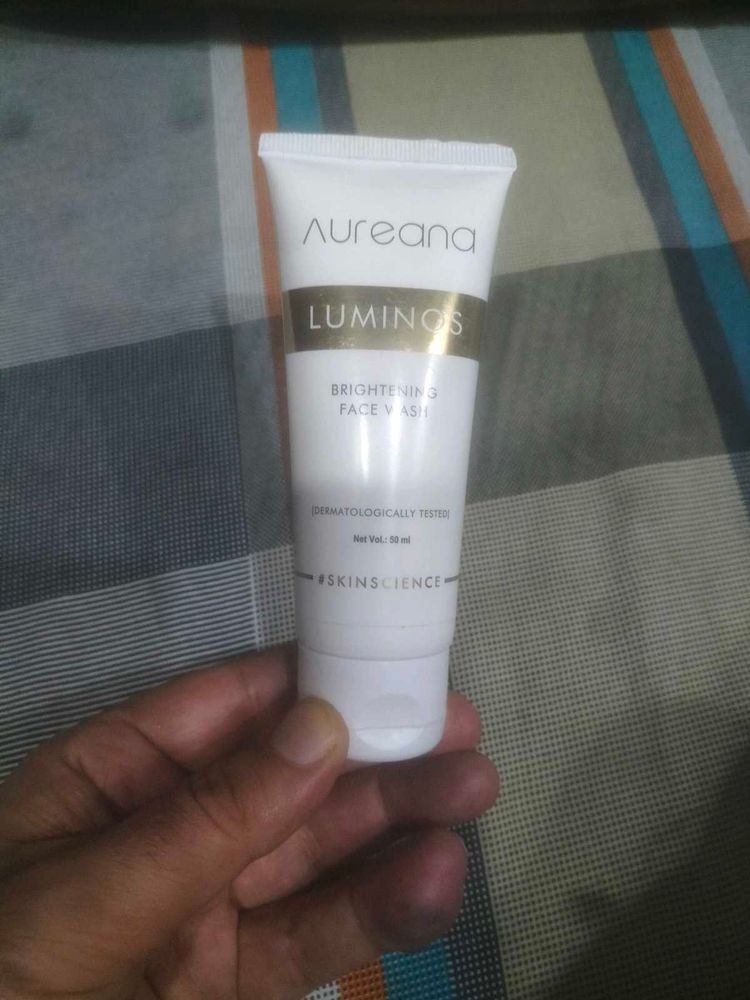 Aureana
LUMINOS
BRIGHTENING
FACE WASH
[DERMATOLOGICALLY TESTED]
Net Vol.: 50 ml
#SKINSCIENCE